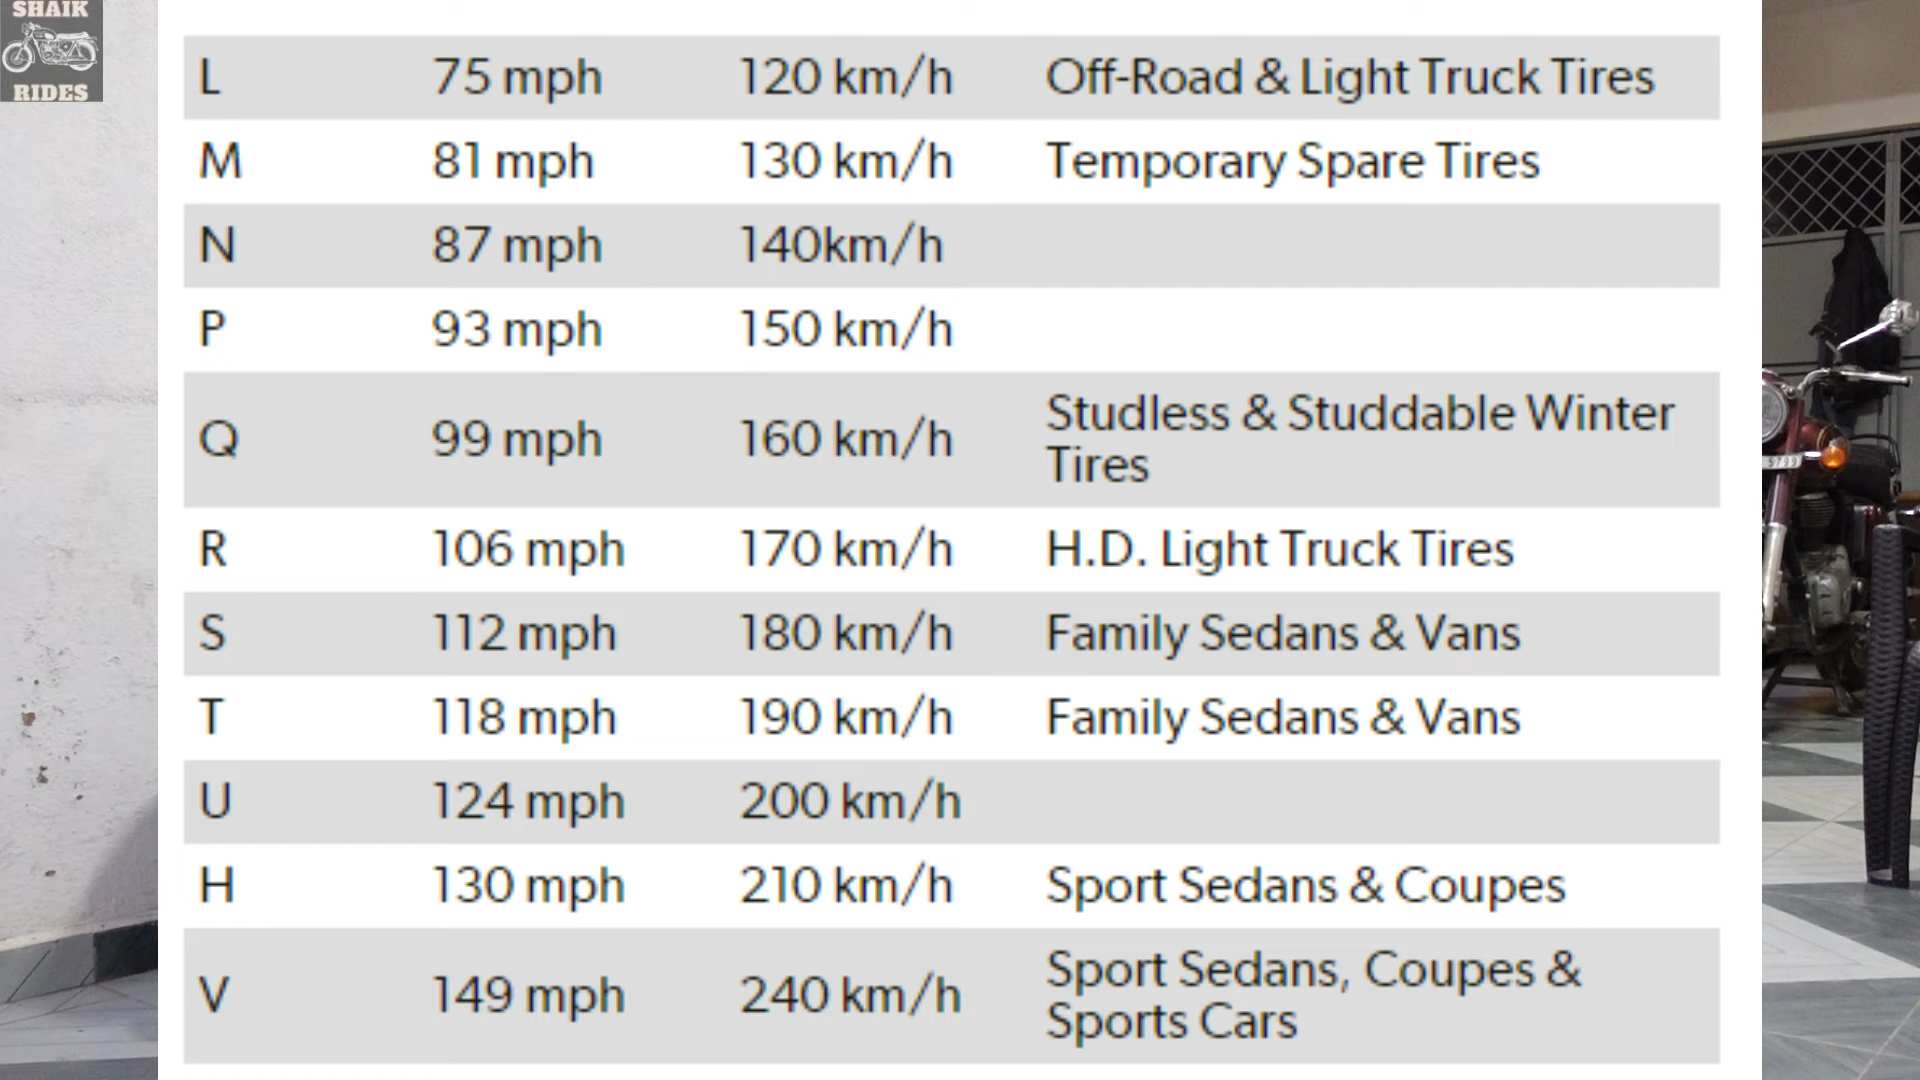 SHAIK
RIDES
L 75 mph 120 km/h Off-Road & Light Truck Tires
M 81 mph 130 km/h Temporary Spare Tires
N 87 mph 140km/h
P 93 mph 150 km/h
Q 99 mph 160 km/h Studless & Studdable Winter
Tires
R 106 mph 170 km/h H.D. Light Truck Tires
S 112 mph 180 km/h Family Sedans & Vans
T 118 mph 190 km/h Family Sedans & Vans
U 124 mph 200 km/h
H 130 mph 210 km/h Sport Sedans & Coupes
V 149 mph 240 km/h Sport Sedans, Coupes &
Sports Cars
5799